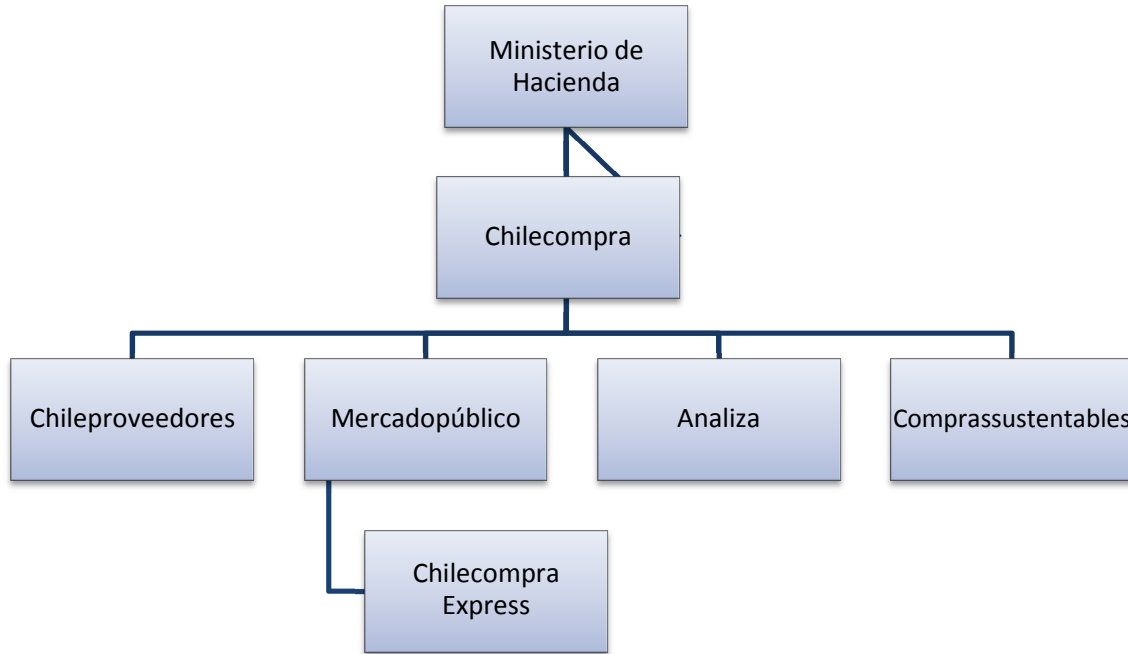 Ministerio de
Hacienda
Chilecompra
Chileproveedores
Mercadopúblico
Analiza
Comprassustentables
Chilecompra
Express